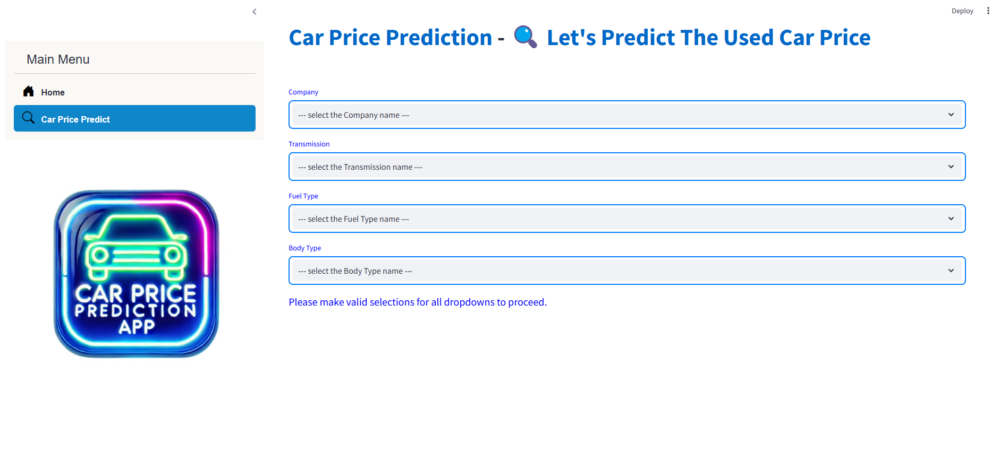 Deploy
Main Menu
Home
Car Price Predict
CAR PRICE
PREDICTION
APP
Car Price Prediction - Let's Predict The Used Car Price
Company
--- select the Company name ---
Transmission
--- select the Transmission name ---
Fuel Type
--- select the Fuel Type name ---
Body Type
--- select the Body Type name ---
Please make valid selections for all dropdowns to proceed.